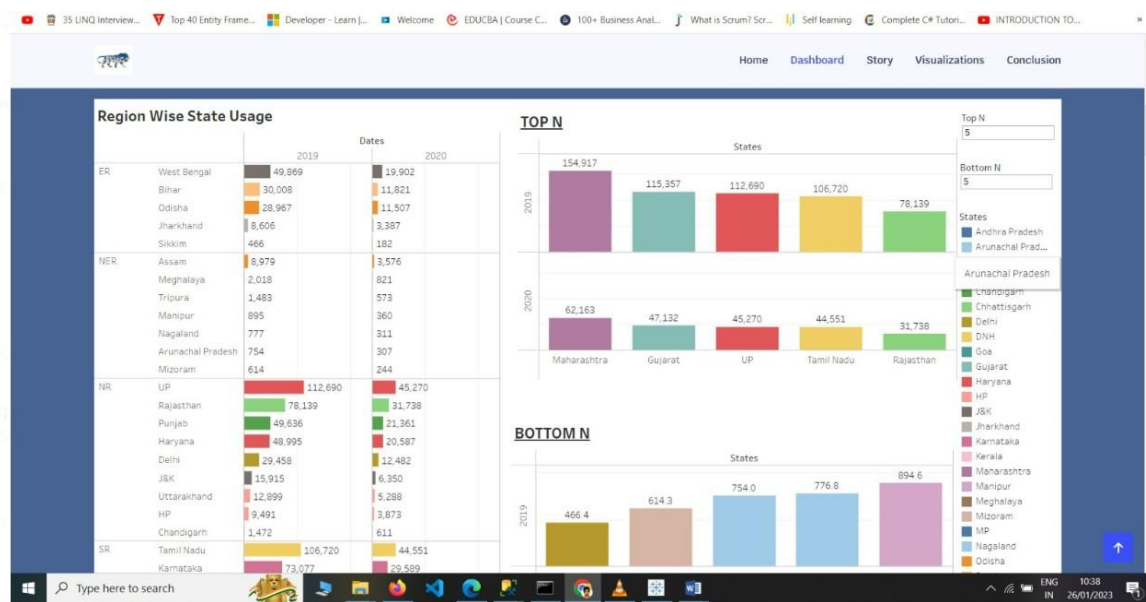 35 LINQ Interview... Top 40 Entity Frame... Developer - Learn |... Welcome EDUCBA | Course C... 100+ Business Anal... What is Scrum? Scr... Self learning Complete C# Tutori... INTRODUCTION TO... »
Home Dashboard Story Visualizations Conclusion
Region Wise State Usage
Dates
2019 2020
ER West Bengal 49,869 19,902
Bihar 30,008 11,821
Odisha 28,967 11,507
Jharkhand 8,606 3,387
Sikkim 466 182
NER Assam 8,979 3,576
Meghalaya 2,018 821
Tripura 1,483 573
Manipur 895 360
Nagaland 777 311
Arunachal Pradesh 754 307
Mizoram 614 244
NR UP 112,690 45,270
Rajasthan 78,139 31,738
Punjab 49,636 21,361
Haryana 48,995 20,587
Delhi 29,458 12,482
J&K 15,915 6,350
Uttarakhand 12,899 5,288
HP 9,491 3,873
Chandigarh 1,472 611
SR Tamil Nadu 106,720 44,551
Karnataka 73,077 29,589
TOP N
States
2019
154,917 115,357 112,690 106,720 78,139
2020
62,163 47,132 45,270 44,551 31,738
Maharashtra Gujarat UP Tamil Nadu Rajasthan
BOTTOM N
States
2019
466.4 614.3 754.0 776.8 894.6
Top N
5
Bottom N
5
States
Andhra Pradesh
Arunachal Prad...
Arunachal Pradesh
Chandigarh
Chhattisgarh
Delhi
DNH
Goa
Gujarat
Haryana
HP
J&K
Jharkhand
Karnataka
Kerala
Maharashtra
Manipur
Meghalaya
Mizoram
MP
Nagaland
Odisha
Type here to search
ENG 10:38
IN 26/01/2023